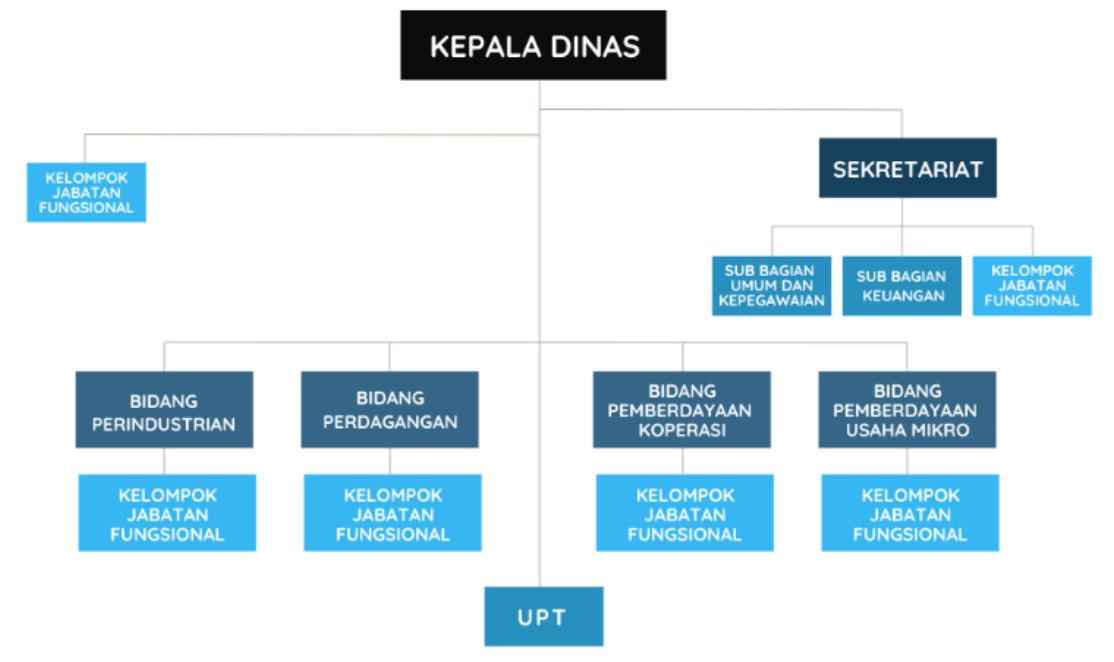 KEPALA DINAS
SEKRETARIAT
KELOMPOK
JABATAN
FUNGSIONAL
SUB BAGIAN
UMUM DAN
KEPEGAWAIAN
SUB BAGIAN
KEUANGAN
KELOMPOK
JABATAN
FUNGSIONAL
BIDANG
PERINDUSTRIAN
BIDANG
PERDAGANGAN
BIDANG
PEMBERDAYAAN
KOPERASI
BIDANG
PEMBERDAYAAN
USAHA MIKRO
KELOMPOK
JABATAN
FUNGSIONAL
KELOMPOK
JABATAN
FUNGSIONAL
KELOMPOK
JABATAN
FUNGSIONAL
KELOMPOK
JABATAN
FUNGSIONAL
UPT